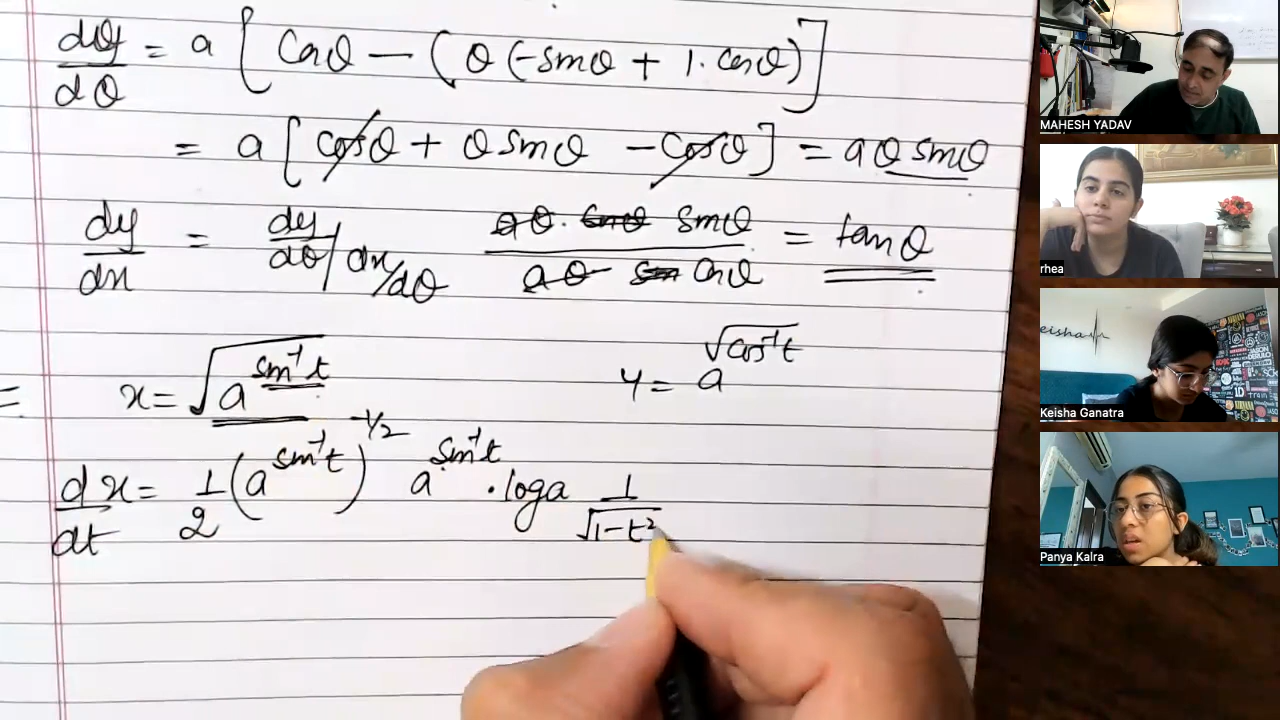 dy/dθ = a [ Cosθ – (θ (–sinθ + 1. cosθ) ]
= a [ cosθ + θ sinθ – cosθ ] = aθ sinθ
dy/dx = dy/dθ / dx/dθ aθ. sinθ / aθ cosθ = tanθ
= x = √(a^(sin⁻¹t)) y = a^(√(cos⁻¹t))
dx/dt = 1/2 (a^(sin⁻¹t))^(-1/2) a^(sin⁻¹t) . loga 1/√(1–t²)
MAHESH YADAV
rhea
Keisha Ganatra
Panya Kalra